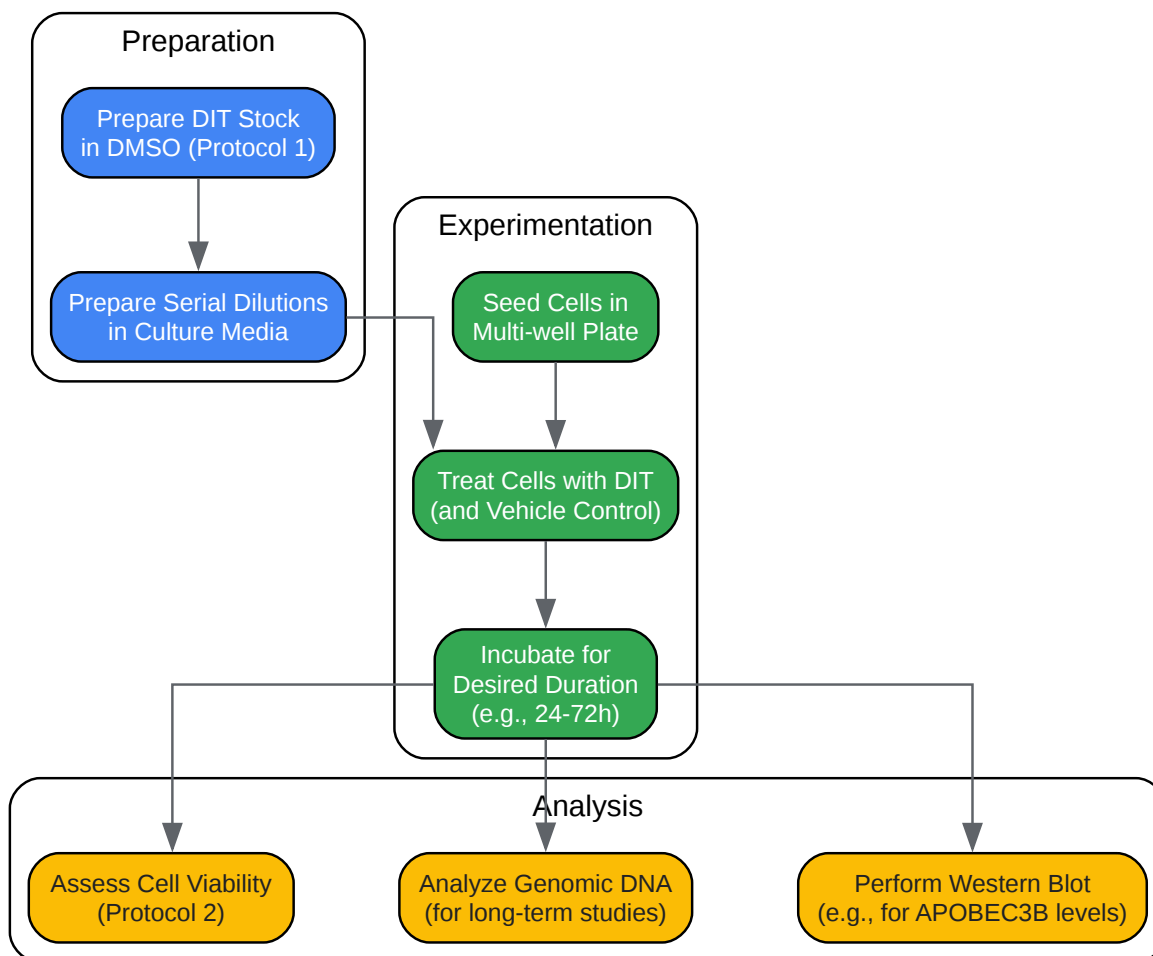 Preparation
Prepare DIT Stock
in DMSO (Protocol 1)
Prepare Serial Dilutions
in Culture Media
Experimentation
Seed Cells in
Multi-well Plate
Treat Cells with DIT
(and Vehicle Control)
Incubate for
Desired Duration
(e.g., 24-72h)
Analysis
Assess Cell Viability
(Protocol 2)
Analyze Genomic DNA
(for long-term studies)
Perform Western Blot
(e.g., for APOBEC3B levels)